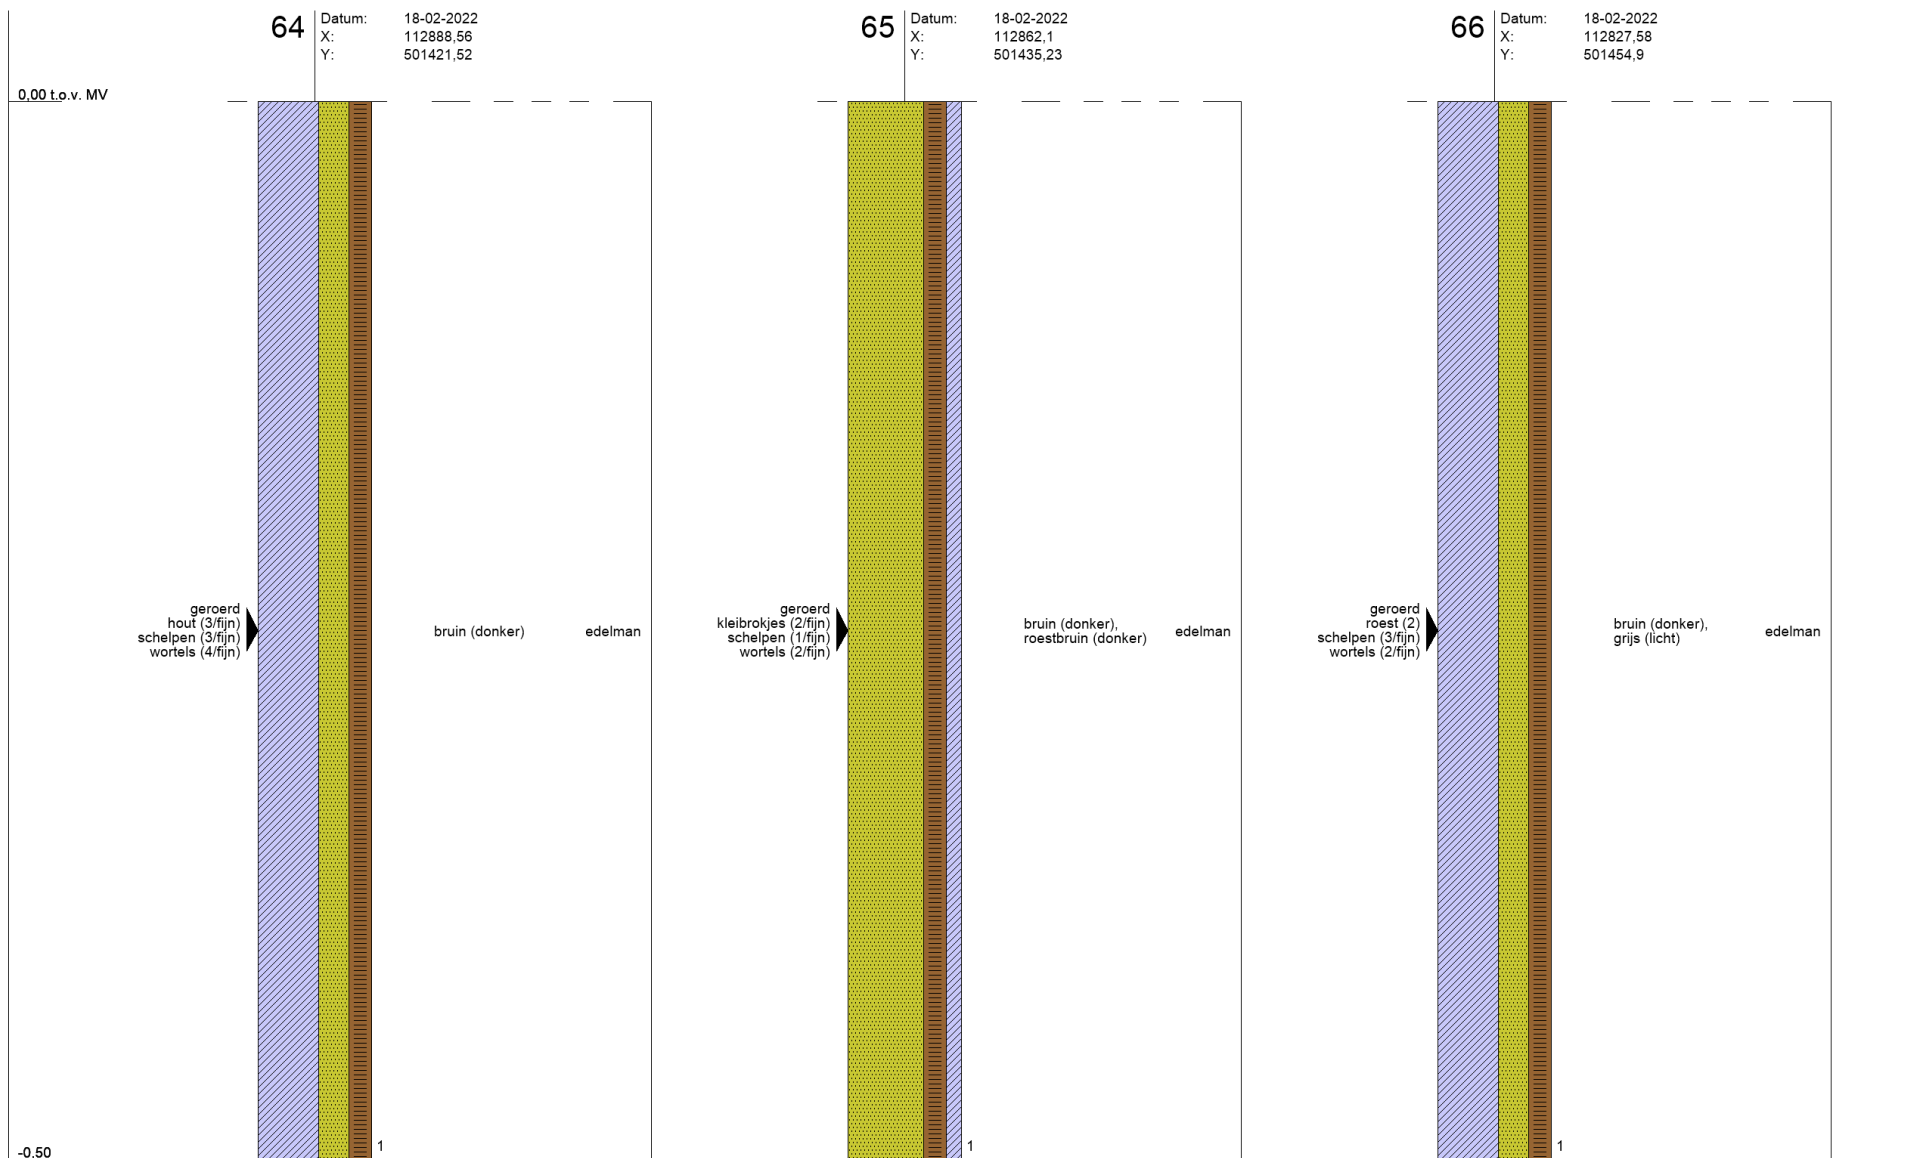 64
Datum: 18-02-2022
X: 112888,56
Y: 501421,52
65
Datum: 18-02-2022
X: 112862,1
Y: 501435,23
66
Datum: 18-02-2022
X: 112827,58
Y: 501454,9
0,00 t.o.v. MV
geroerd
hout (3/fijn)
schelpen (3/fijn)
wortels (4/fijn)
bruin (donker)
edelman
geroerd
kleibrokjes (2/fijn)
schelpen (1/fijn)
wortels (2/fijn)
bruin (donker),
roestbruin (donker)
edelman
geroerd
roest (2)
schelpen (3/fijn)
wortels (2/fijn)
bruin (donker),
grijs (licht)
edelman
1
1
1
-0.50